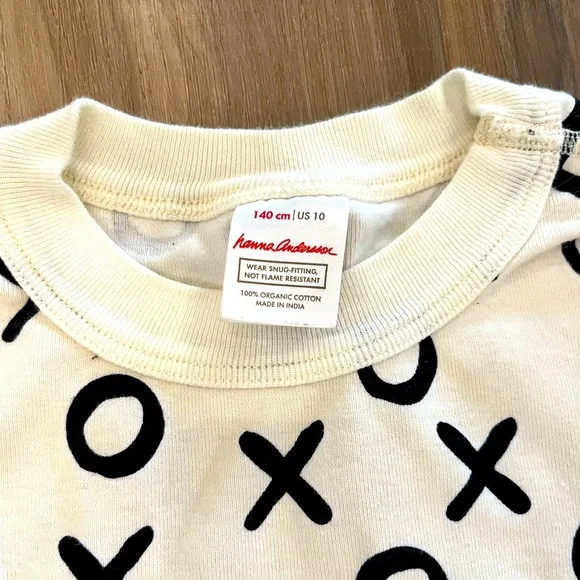 140 cm | US 10
hanna andersson
WEAR SNUG-FITTING,
NOT FLAME RESISTANT
100% ORGANIC COTTON
MADE IN INDIA
O
O X X
X O